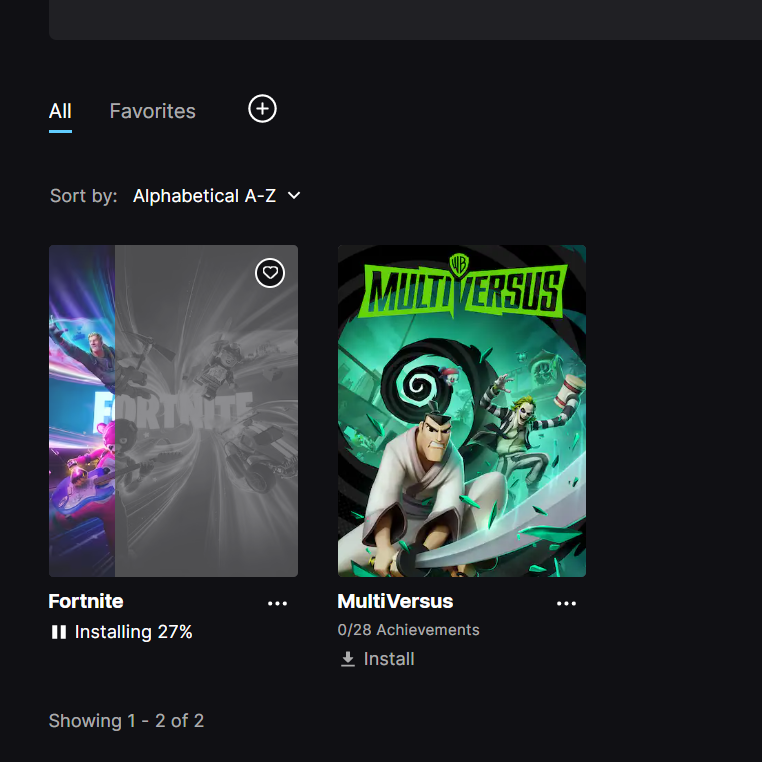 All Favorites
Sort by: Alphabetical A-Z
WB
MULTIVERSUS
FORTNITE
Fortnite
Installing 27%
MultiVersus
0/28 Achievements
Install
Showing 1 - 2 of 2